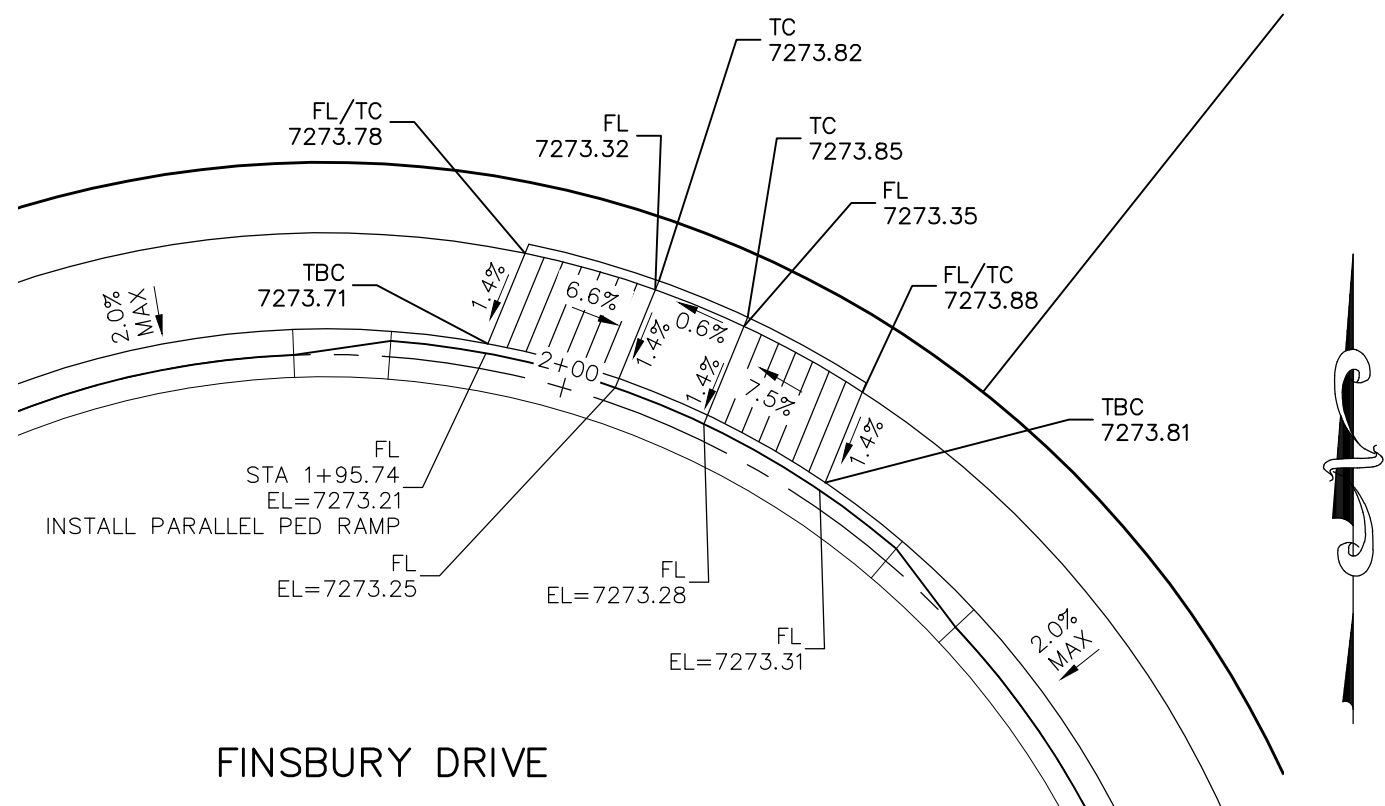 TC
7273.82
FL/TC
7273.78
FL
7273.32
TC
7273.85
FL
7273.35
TBC
7273.71
FL/TC
7273.88
2.0%
MAX
1.4%
6.6%
1.4%
0.6%
1.4%
7.5%
1.4%
2+00
TBC
7273.81
FL
STA 1+95.74
EL=7273.21
INSTALL PARALLEL PED RAMP
FL
EL=7273.25
FL
EL=7273.28
FL
EL=7273.31
2.0%
MAX
FINSBURY DRIVE